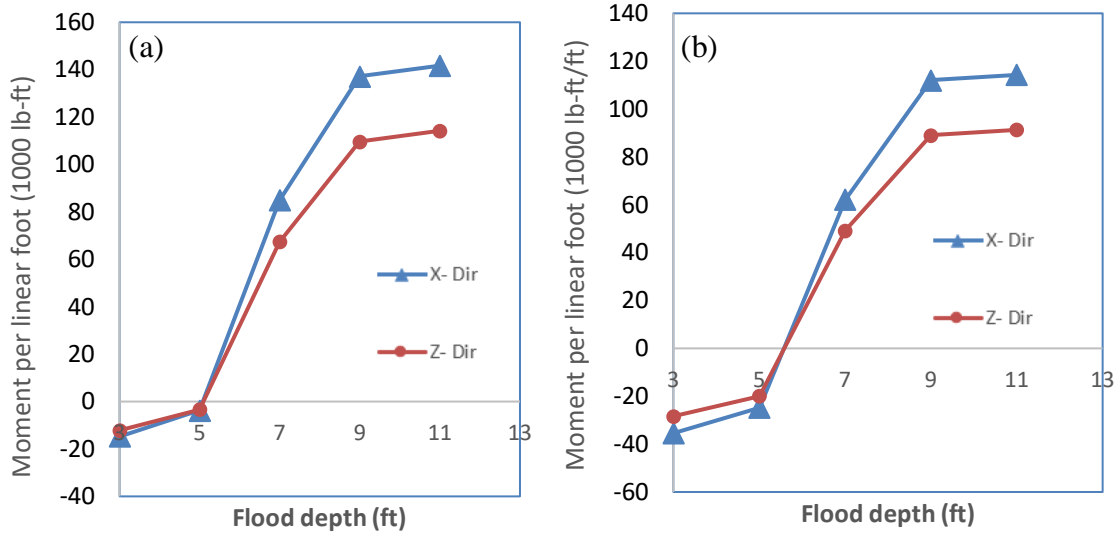 (a)
Moment per linear foot (1000 lb-ft)
160
140
120
100
80
60
40
20
0
-20
-40
3 5 7 9 11 13
X- Dir
Z- Dir
Flood depth (ft)
(b)
Moment per linear foot (1000 lb-ft/ft)
140
120
100
80
60
40
20
0
-20
-40
-60
3 5 7 9 11 13
X- Dir
Z- Dir
Flood depth (ft)